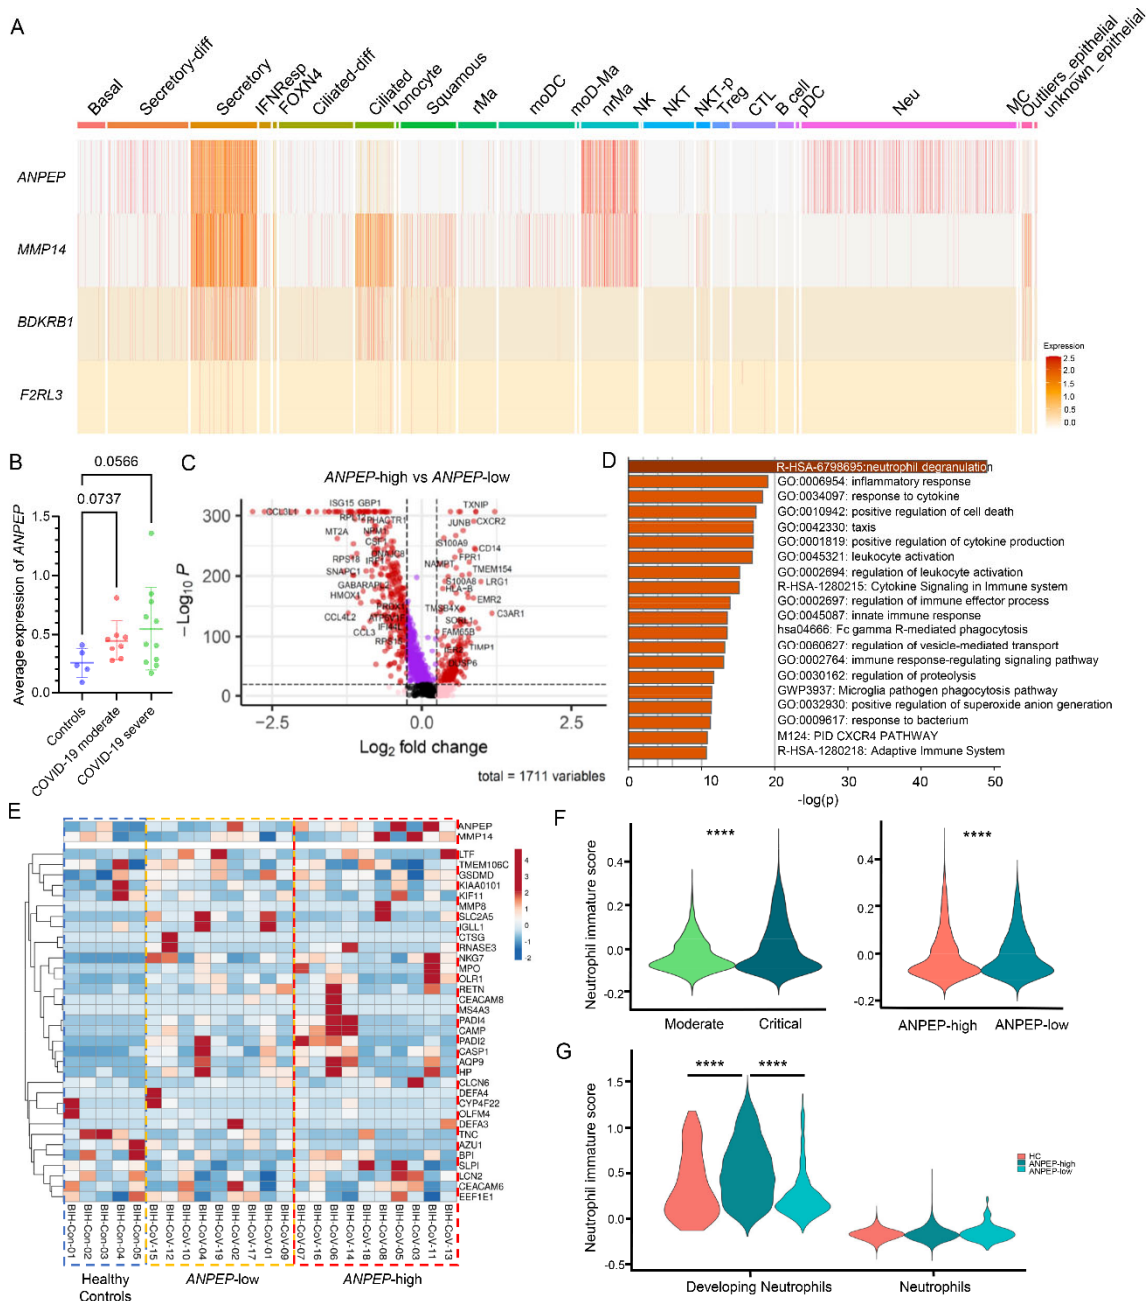 A
Basal
Secretory-diff
Secretory
IFNResp
FOXN4
Ciliated-diff
Ciliated
Ionocyte
Squamous
rMa
moDC
moD-Ma
nrMa
NK
NKT
NKT-p
Treg
CTL
B cell
pDC
Neu
MC
Outliers_epithelial
unknown_epithelial
ANPEP
MMP14
BDKRB1
F2RL3
Expression
2.5
2.0
1.5
1.0
0.5
0.0
B
0.0566
0.0737
Average expression of ANPEP
1.5
1.0
0.5
0.0
Controls
COVID-19 moderate
COVID-19 severe
C
ANPEP-high vs ANPEP-low
− Log10 P
300
200
100
0
ISG15 GBP1
CCL3L1
PHACTR1
MT2A
NPM1
CSF1
RPS18
SNAPC1
GABARAPL2
HMOX1
CCL4L2
CCL3
RPS15
TXNIP
JUNB
CXCR2
S100A9
CD14
FPR1
NAMPT
TMEM154
S100A8
LRG1
HLA-B
EMR2
TMSB4X
C3AR1
SORL1
FAM65B
TIMP1
DUSP6
−2.5
0.0
2.5
Log2 fold change
total = 1711 variables
D
R-HSA-6798695:neutrophil degranulation
GO:0006954: inflammatory response
GO:0034097: response to cytokine
GO:0010942: positive regulation of cell death
GO:0042330: taxis
GO:0001819: positive regulation of cytokine production
GO:0045321: leukocyte activation
GO:0002694: regulation of leukocyte activation
R-HSA-1280215: Cytokine Signaling in Immune system
GO:0002697: regulation of immune effector process
GO:0045087: innate immune response
hsa04666: Fc gamma R-mediated phagocytosis
GO:0060627: regulation of vesicle-mediated transport
GO:0002764: immune response-regulating signaling pathway
GO:0030162: regulation of proteolysis
GWP3937: Microglia pathogen phagocytosis pathway
GO:0032930: positive regulation of superoxide anion generation
GO:0009617: response to bacterium
M124: PID CXCR4 PATHWAY
R-HSA-1280218: Adaptive Immune System
0
10
20
30
40
50
-log(p)
E
ANPEP
MMP14
LTF
TMEM106C
GSDMD
KIAA0101
KIF11
MMP8
SLC2A5
IGLL1
CTSG
RNASE3
NKG7
MPO
OLR1
RETN
CEACAM8
MS4A3
PADI4
CAMP
PADI2
CASP1
AQP9
HP
CLCN6
DEFA4
CYP4F22
OLFM4
DEFA3
TNC
AZU1
BPI
SLPI
LCN2
CEACAM6
EEF1E1
4
2
0
-2
BIH-Con-01
BIH-Con-02
BIH-Con-03
BIH-Con-04
BIH-Con-05
BIH-CoV-15
BIH-CoV-12
BIH-CoV-10
BIH-CoV-04
BIH-CoV-19
BIH-CoV-02
BIH-CoV-17
BIH-CoV-01
BIH-CoV-09
BIH-CoV-07
BIH-CoV-16
BIH-CoV-06
BIH-CoV-14
BIH-CoV-18
BIH-CoV-08
BIH-CoV-05
BIH-CoV-03
BIH-CoV-11
BIH-CoV-13
Healthy
Controls
ANPEP-low
ANPEP-high
F
Neutrophil immature score
****
0.4
0.2
0.0
-0.2
Moderate
Critical
****
0.4
0.2
0.0
-0.2
ANPEP-high
ANPEP-low
G
Neutrophil immature score
****
****
1.5
1.0
0.5
0.0
-0.5
Developing Neutrophils
Neutrophils
HC
ANPEP-high
ANPEP-low